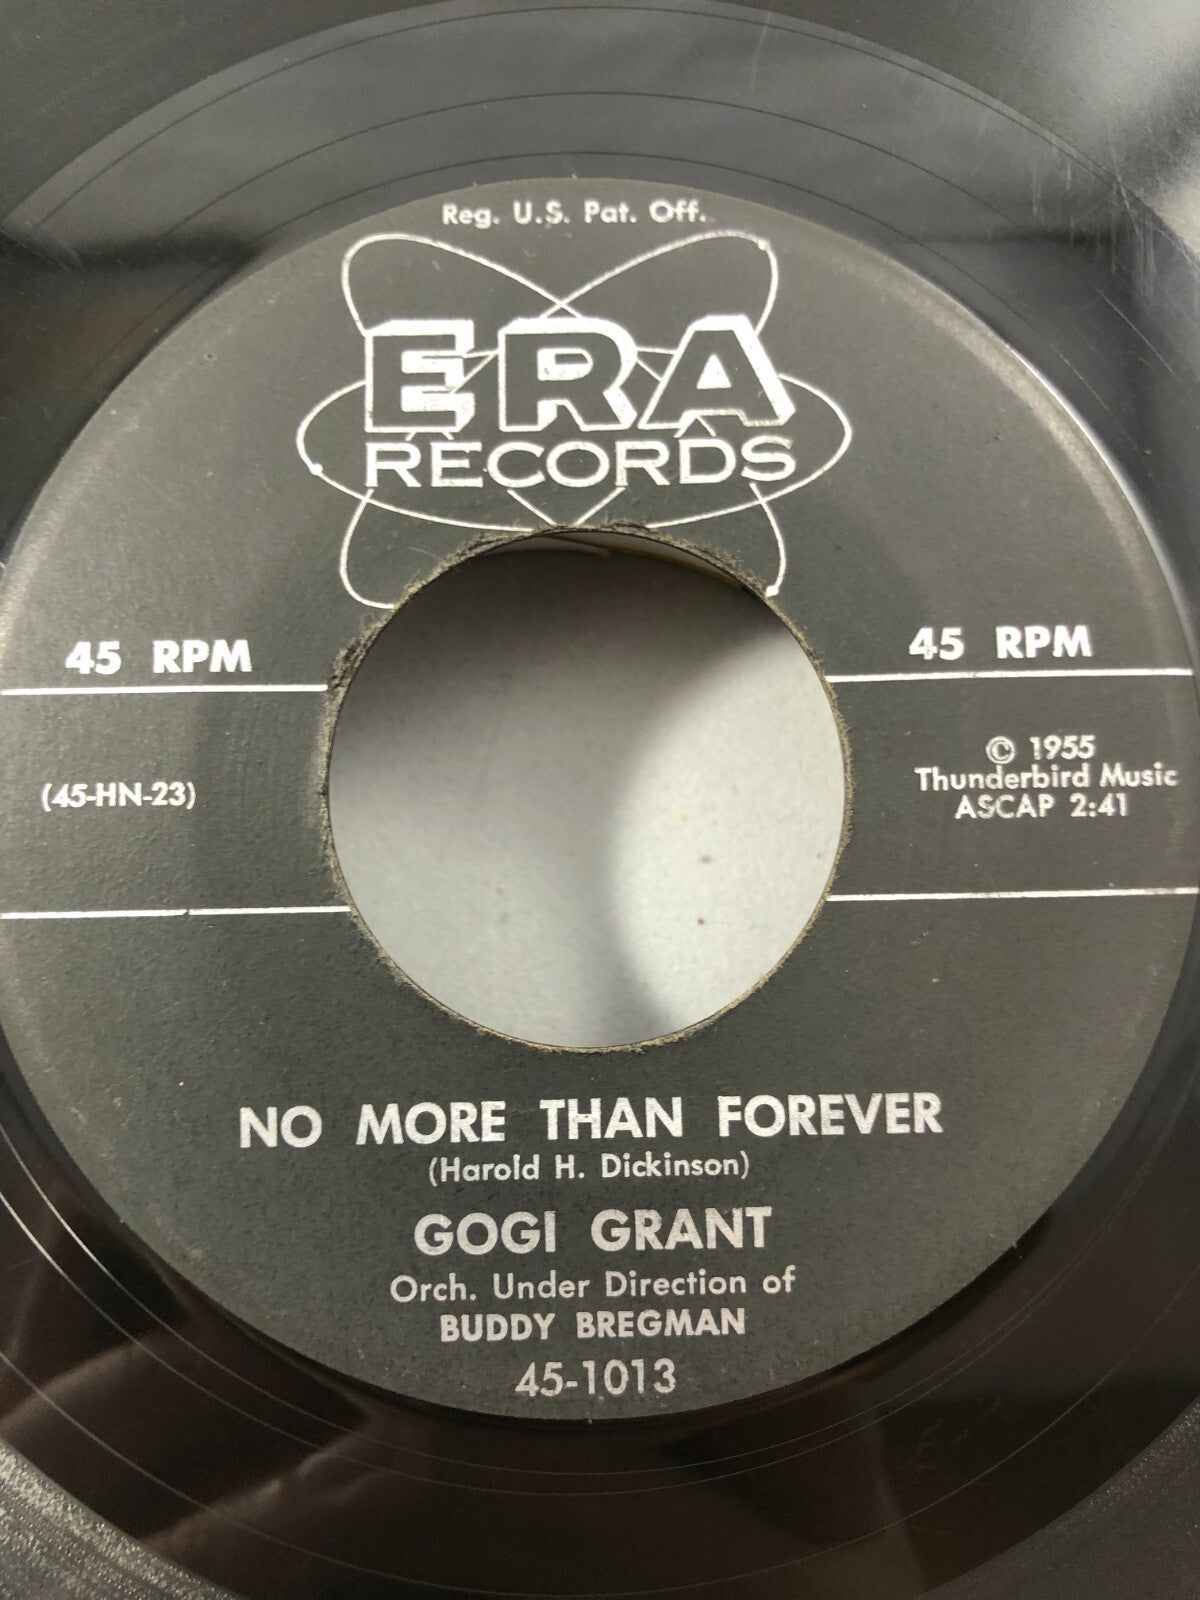 Reg. U.S. Pat. Off.
ERA
RECORDS
45 RPM
45 RPM
(45-HN-23)
© 1955
Thunderbird Music
ASCAP 2:41
NO MORE THAN FOREVER
(Harold H. Dickinson)
GOGI GRANT
Orch. Under Direction of
BUDDY BREGMAN
45-1013